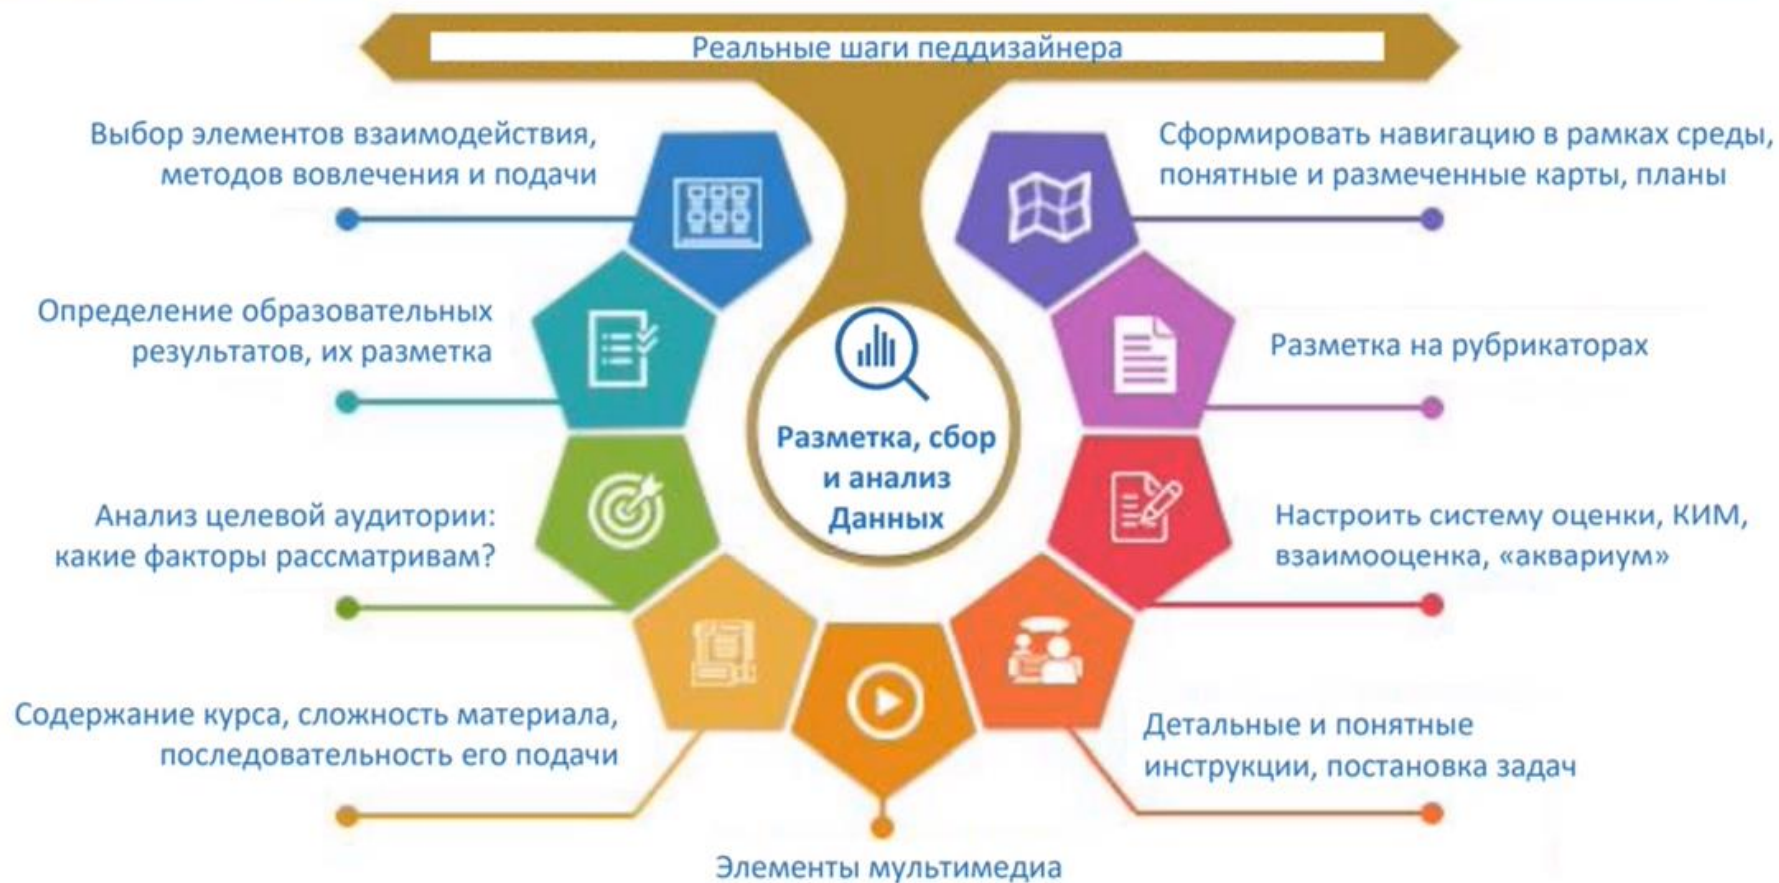 Реальные шаги педдизайнера
Выбор элементов взаимодействия,
методов вовлечения и подачи
Определение образовательных
результатов, их разметка
Анализ целевой аудитории:
какие факторы рассматривам?
Содержание курса, сложность материала,
последовательность его подачи
Элементы мультимедиа
Разметка, сбор
и анализ
Данных
Сформировать навигацию в рамках среды,
понятные и размеченные карты, планы
Разметка на рубрикаторах
Настроить систему оценки, КИМ,
взаимооценка, «аквариум»
Детальные и понятные
инструкции, постановка задач